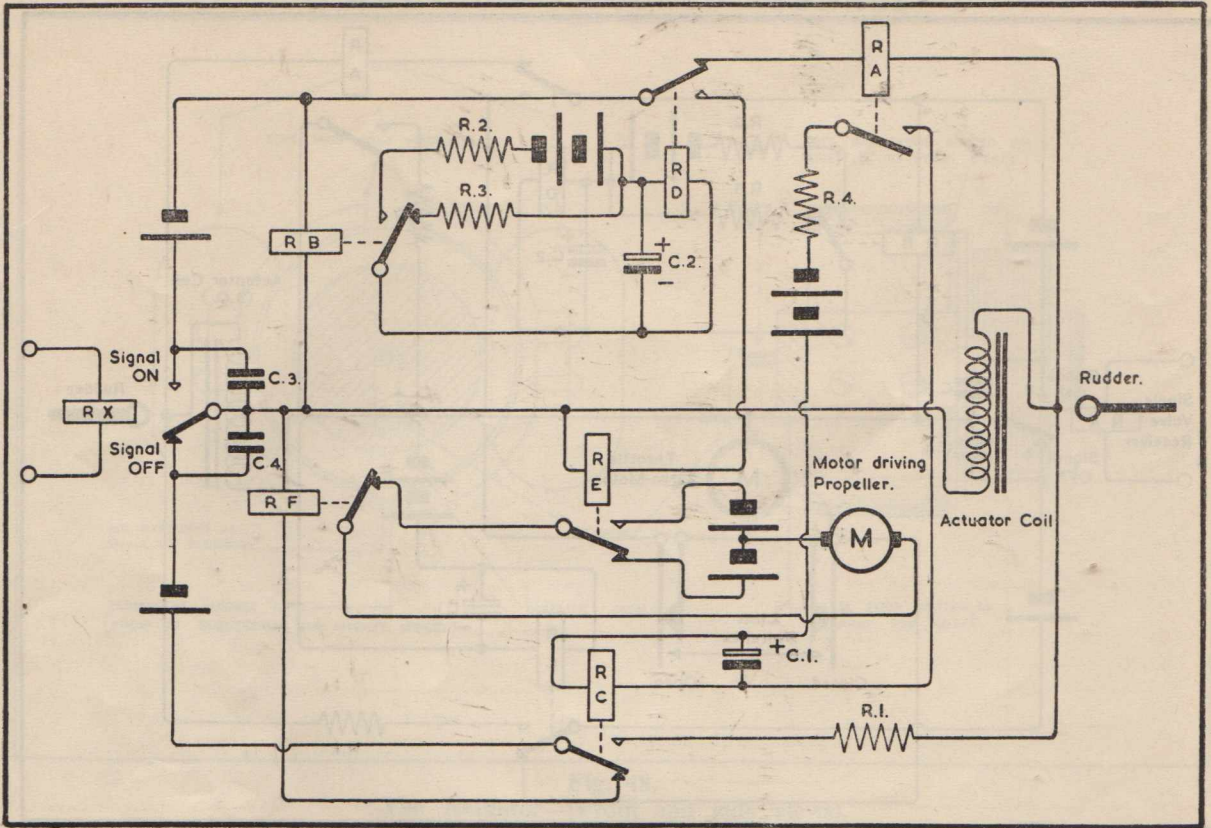 R A
R.2.
R.3.
R D
R.4.
R B
+
C.2.
–
Signal ON
C.3.
Rudder.
R X
Signal OFF
C.4.
R E
Motor driving
Propeller.
R F
M
Actuator Coil
+
C.1.
R C
R.1.